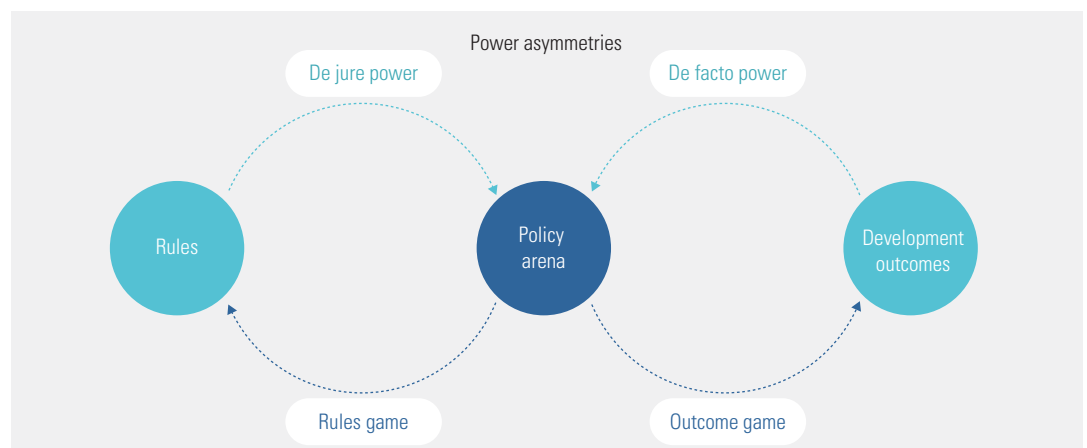 Power asymmetries
De jure power
De facto power
Rules
Policy
arena
Development
outcomes
Rules game
Outcome game